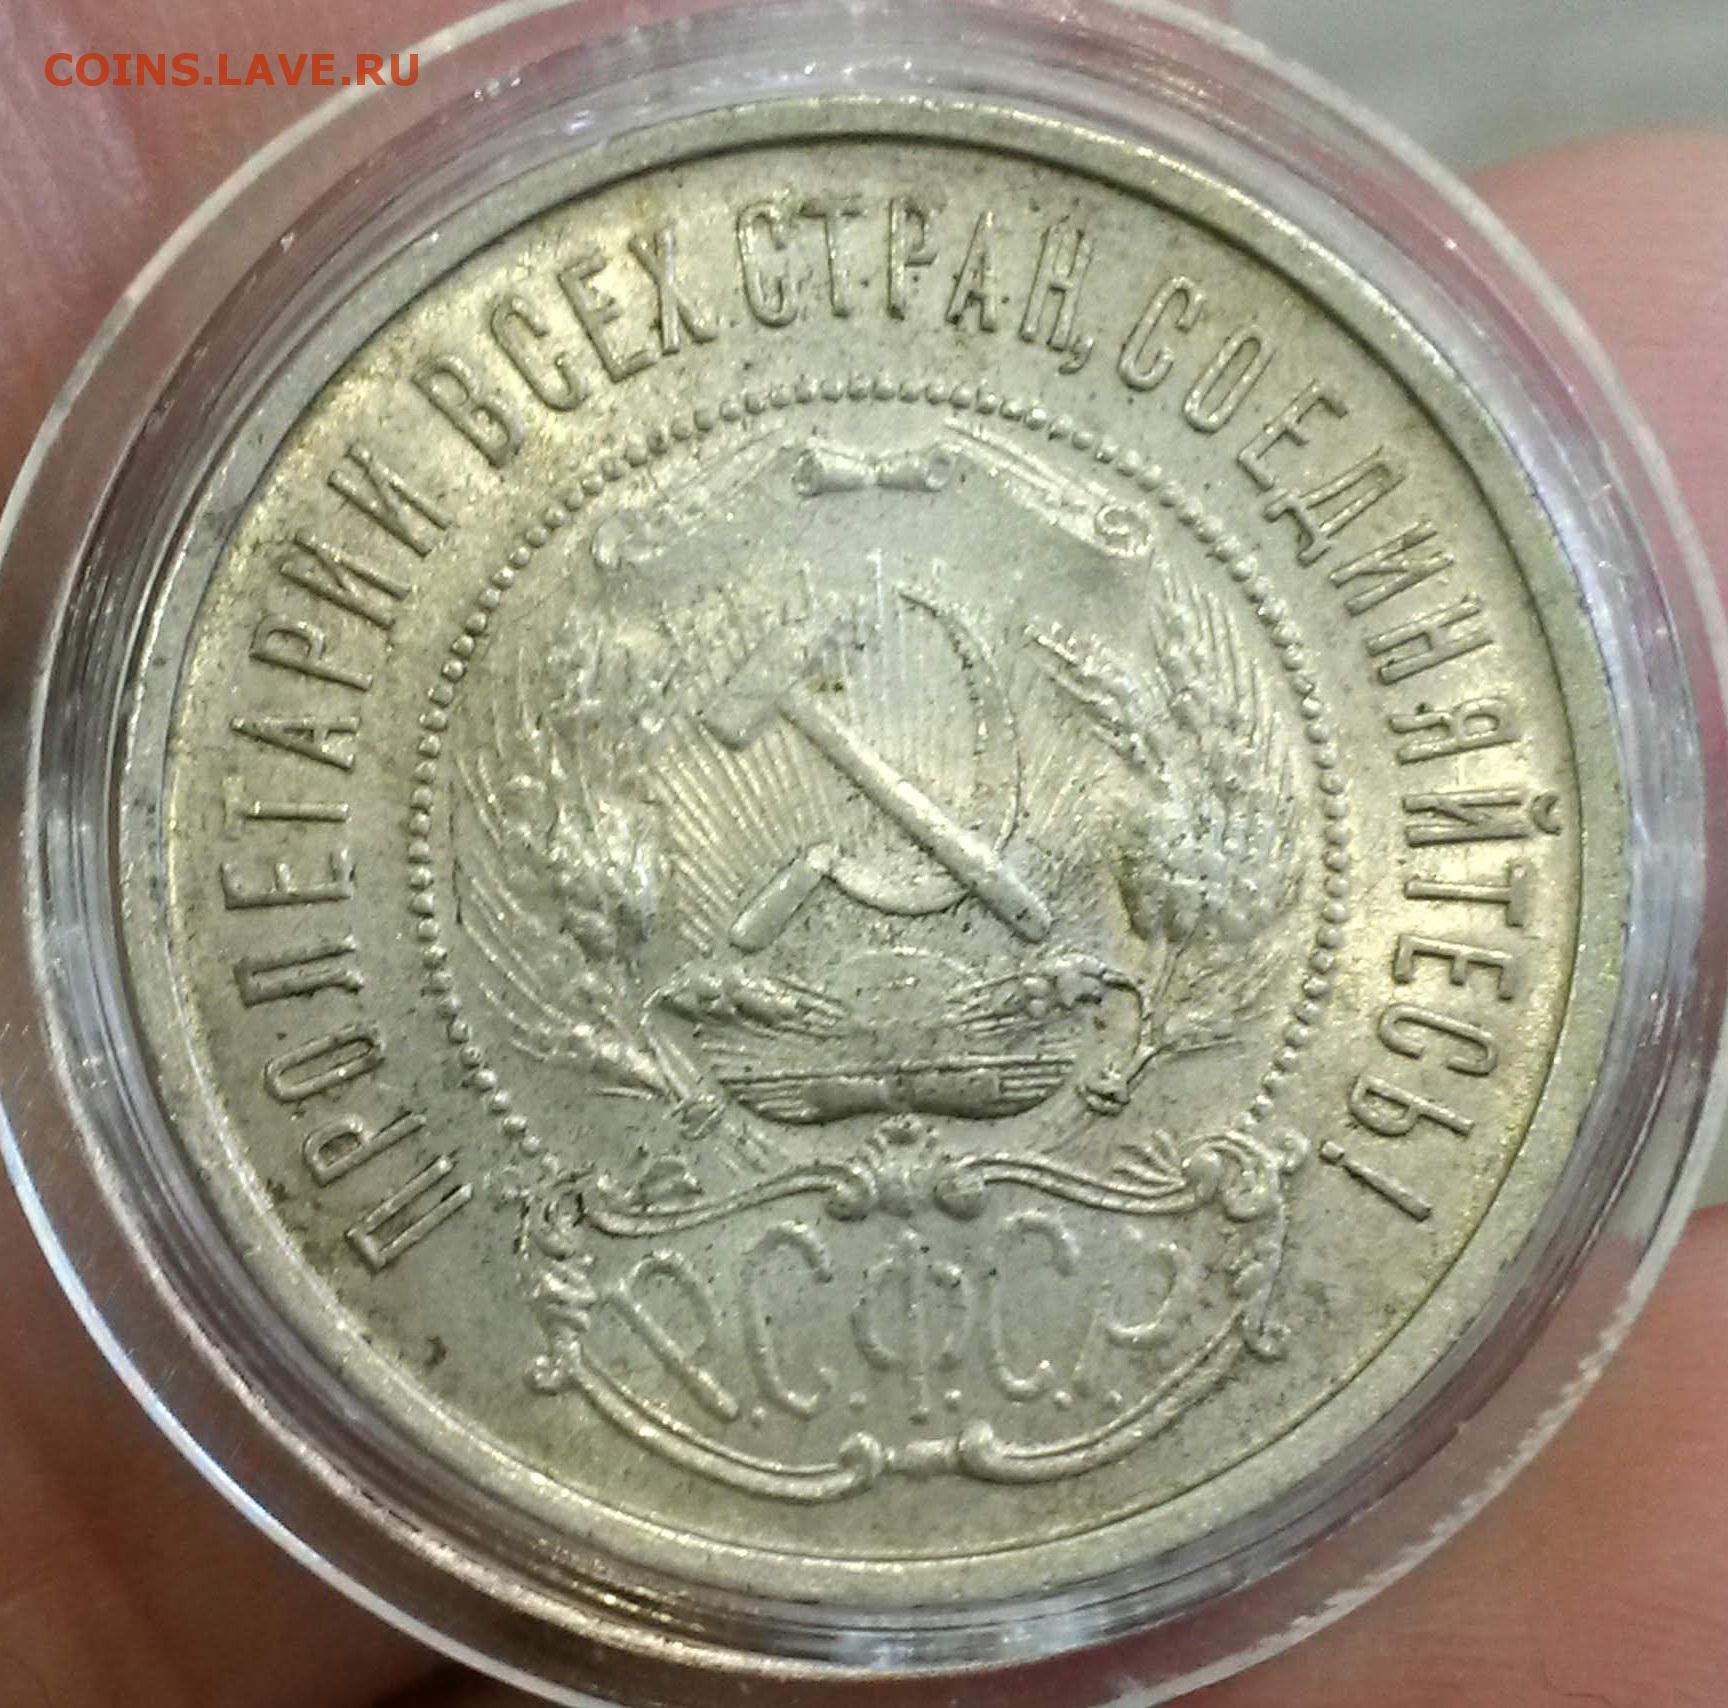 COINS.LAVE.RU
ПРОЛЕТАРИИ ВСЕХ СТРАН, СОЕДИНЯЙТЕСЬ!
Р.С.Ф.С.Р.